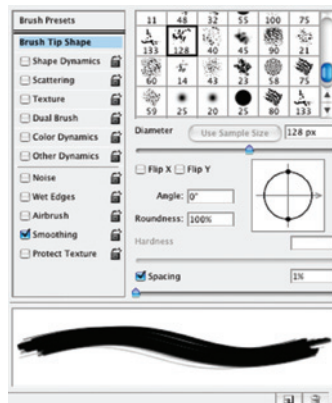 Brush Presets
Brush Tip Shape
Shape Dynamics
Scattering
Texture
Dual Brush
Color Dynamics
Other Dynamics
Noise
Wet Edges
Airbrush
Smoothing
Protect Texture
11 48 32 55 100 75
133 128 40 45 90 21
60 14 43 23 58 75
59 25 20 25 80 133
Diameter Use Sample Size 128 px
Flip X Flip Y
Angle: 0°
Roundness: 100%
Hardness
Spacing 1%